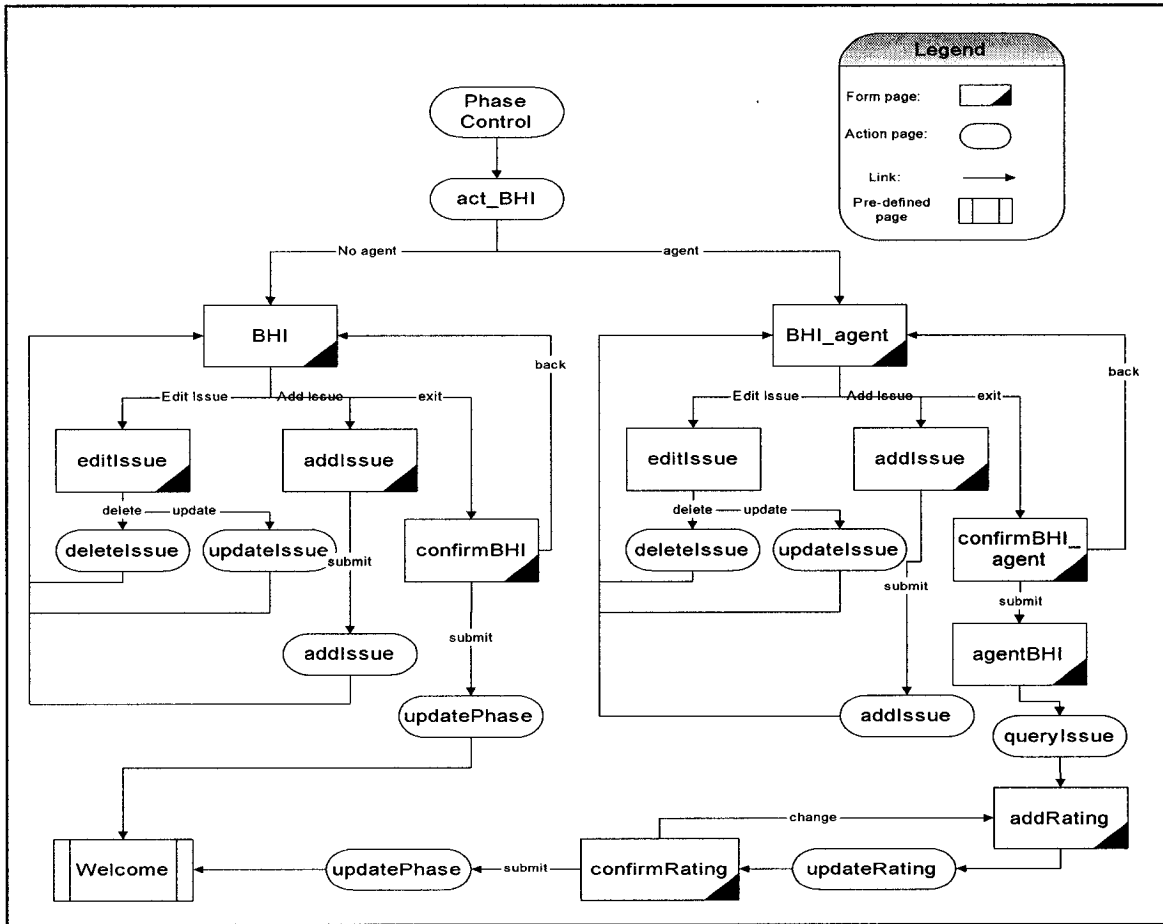 Legend
Form page:
Action page:
Link:
Pre-defined
page
Phase
Control
act_BHI
No agent
agent
BHI
BHI_agent
back
back
Edit Issue
Add Issue
exit
Edit Issue
Add Issue
exit
editIssue
addIssue
editIssue
addIssue
delete
update
delete
update
deleteIssue
updateIssue
confirmBHI
deleteIssue
updateIssue
confirmBHI_
agent
submit
submit
submit
submit
addIssue
agentBHI
updatePhase
addIssue
queryIssue
change
addRating
Welcome
updatePhase
submit
confirmRating
updateRating